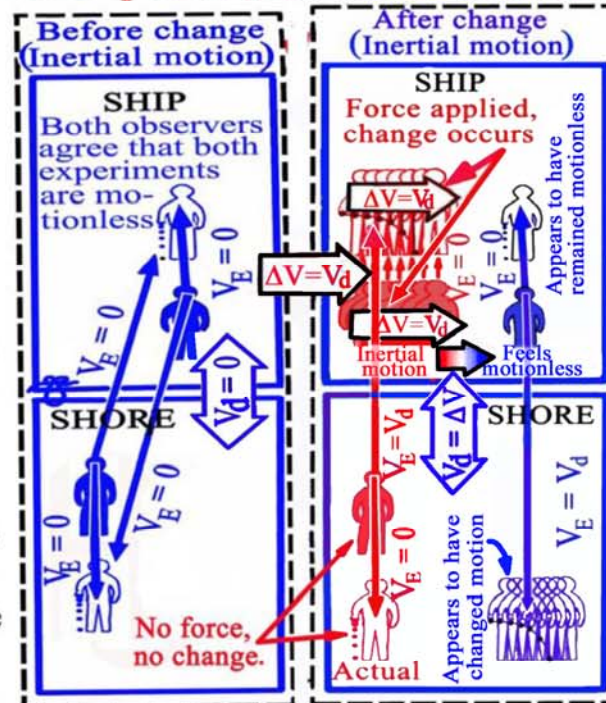 Before change
(Inertial motion)
SHIP
Both observers
agree that both
experiments
are mo-
tionless
V_E = 0
V_E = 0
V_E = 0
V_d = 0
SHORE
V_E = 0
No force,
no change.
After change
(Inertial motion)
SHIP
Force applied,
change occurs
ΔV=V_d
V_E = 0
V_E = 0
Appears to have
remained motionless
ΔV=V_d
ΔV=V_d
Inertial
motion
Feels
motionless
V_d = ΔV
SHORE
V_E = V_d
V_E = 0
V_E = V_d
Appears to have
changed motion
Actual